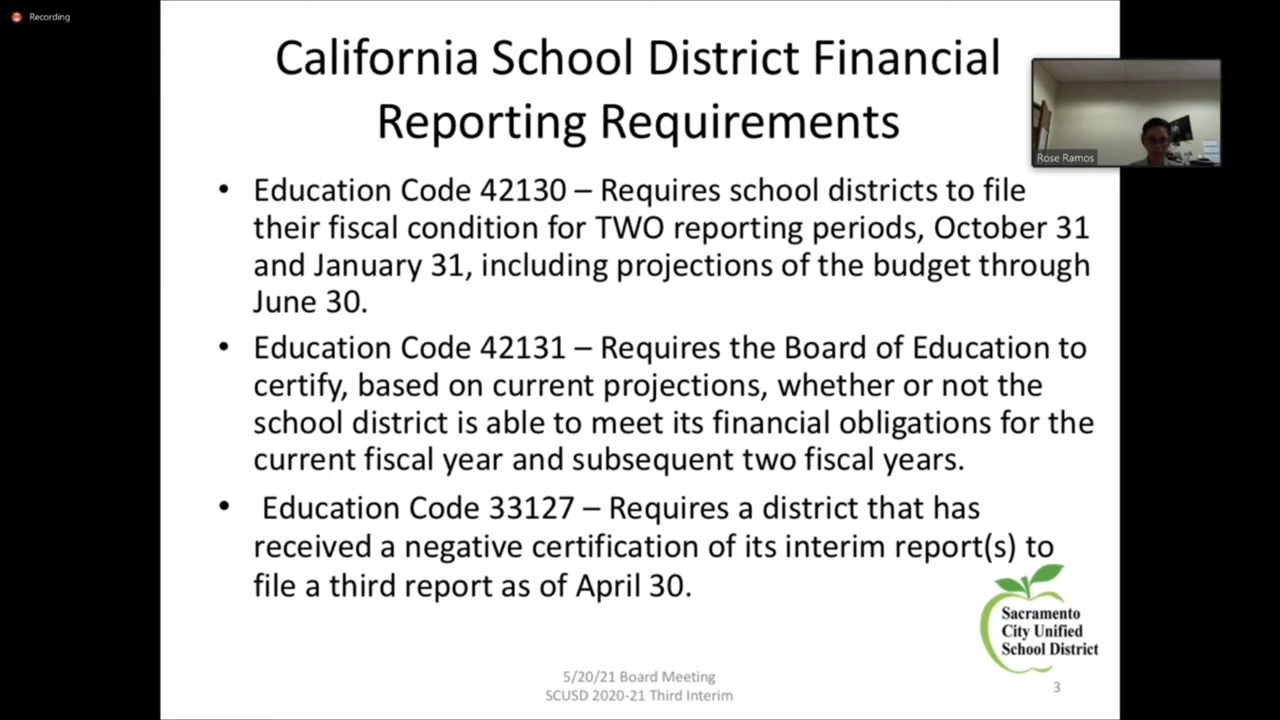 Recording
California School District Financial
Reporting Requirements
Rose Ramos
• Education Code 42130 – Requires school districts to file
their fiscal condition for TWO reporting periods, October 31
and January 31, including projections of the budget through
June 30.
• Education Code 42131 – Requires the Board of Education to
certify, based on current projections, whether or not the
school district is able to meet its financial obligations for the
current fiscal year and subsequent two fiscal years.
• Education Code 33127 – Requires a district that has
received a negative certification of its interim report(s) to
file a third report as of April 30.
Sacramento
City Unified
School District
5/20/21 Board Meeting
SCUSD 2020-21 Third Interim
3